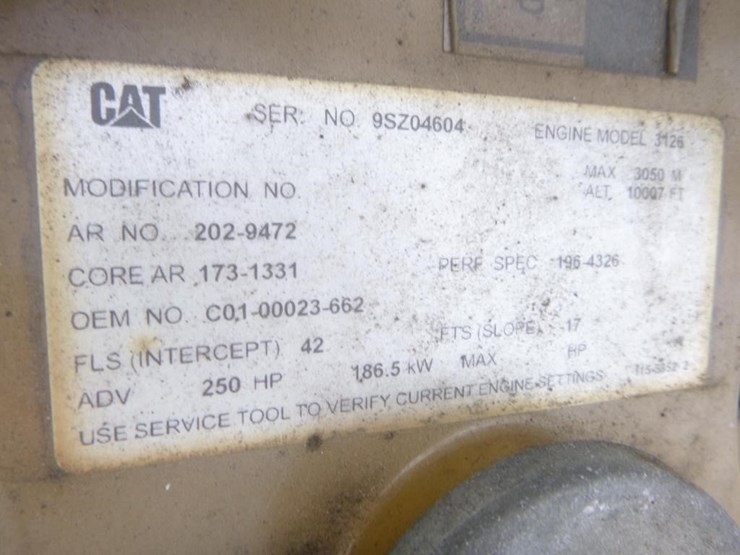 CAT SER. NO. 9SZ04604 ENGINE MODEL 3126
MODIFICATION NO. MAX 3050 M
ALT. 10007 FT
AR NO. 202-9472
CORE AR 173-1331 PERF SPEC 196-4326
OEM NO. C01-00023-662
FLS (INTERCEPT) 42 FTS (SLOPE) 17
ADV 250 HP 186.5 kW MAX HP
USE SERVICE TOOL TO VERIFY CURRENT ENGINE SETTINGS